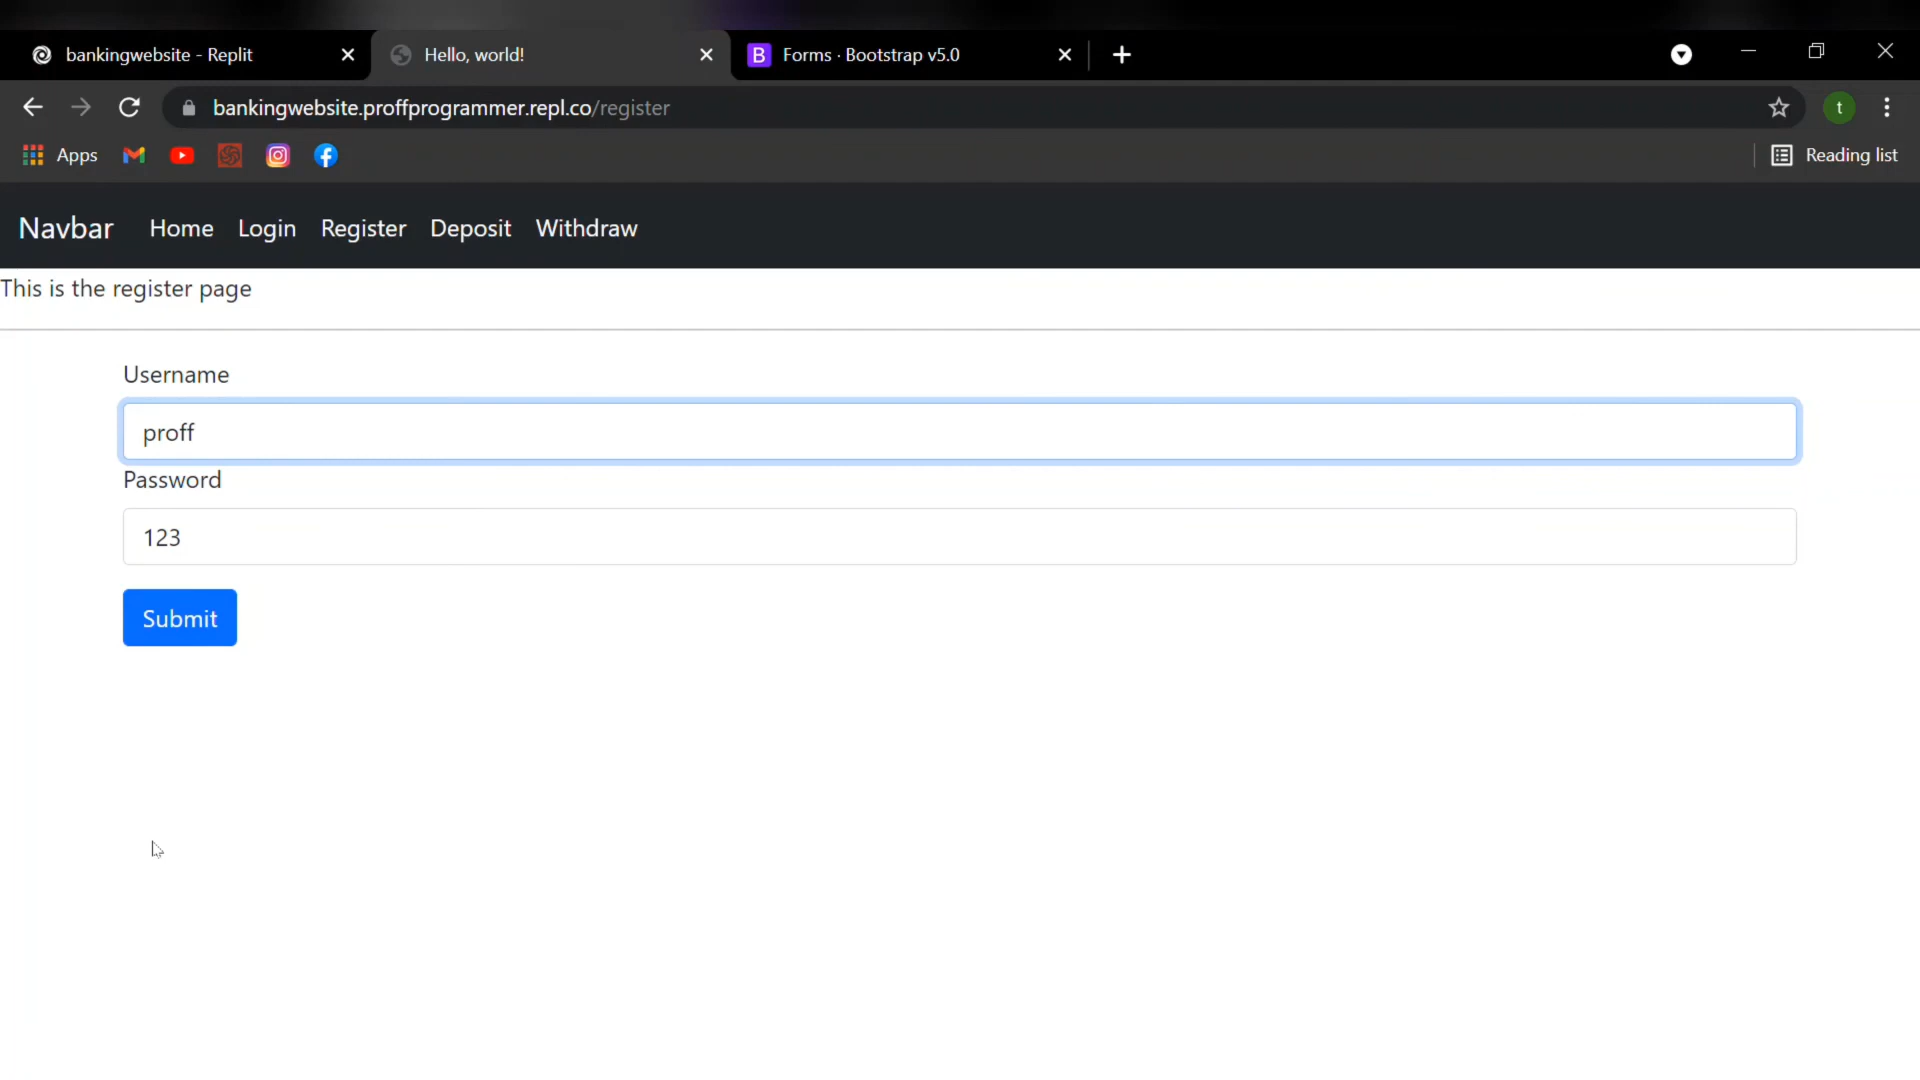 bankingwebsite - Replit
Hello, world!
B Forms · Bootstrap v5.0
bankingwebsite.proffprogrammer.repl.co/register
t
Apps
Reading list
Navbar Home Login Register Deposit Withdraw
This is the register page
Username
proff
Password
123
Submit